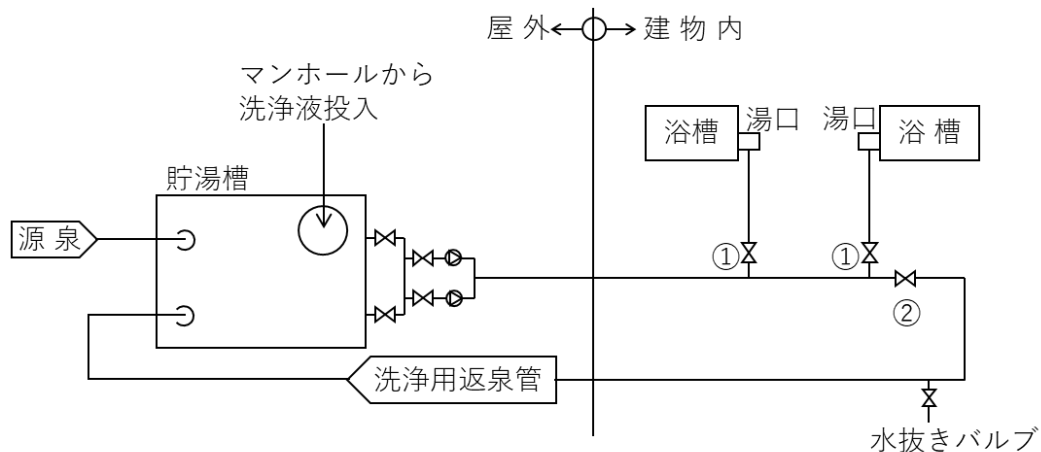 屋 外
建 物 内
マンホールから
洗浄液投入
浴槽
湯口
湯口
浴 槽
貯湯槽
源 泉
①
①
②
洗浄用返泉管
水抜きバルブ